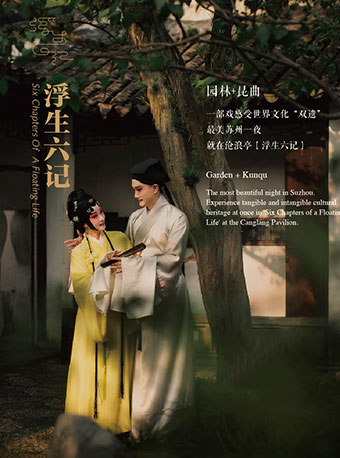 浮生六记
Six Chapters Of A Floating Life
园林+昆曲
一部戏感受世界文化“双遗”
最美苏州一夜
就在沧浪亭【浮生六记】
Garden + Kunqu
The most beautiful night in Suzhou.
Experience tangible and intangible cultural
heritage at once in 'Six Chapters of a Floating
Life' at the Canglang Pavilion.